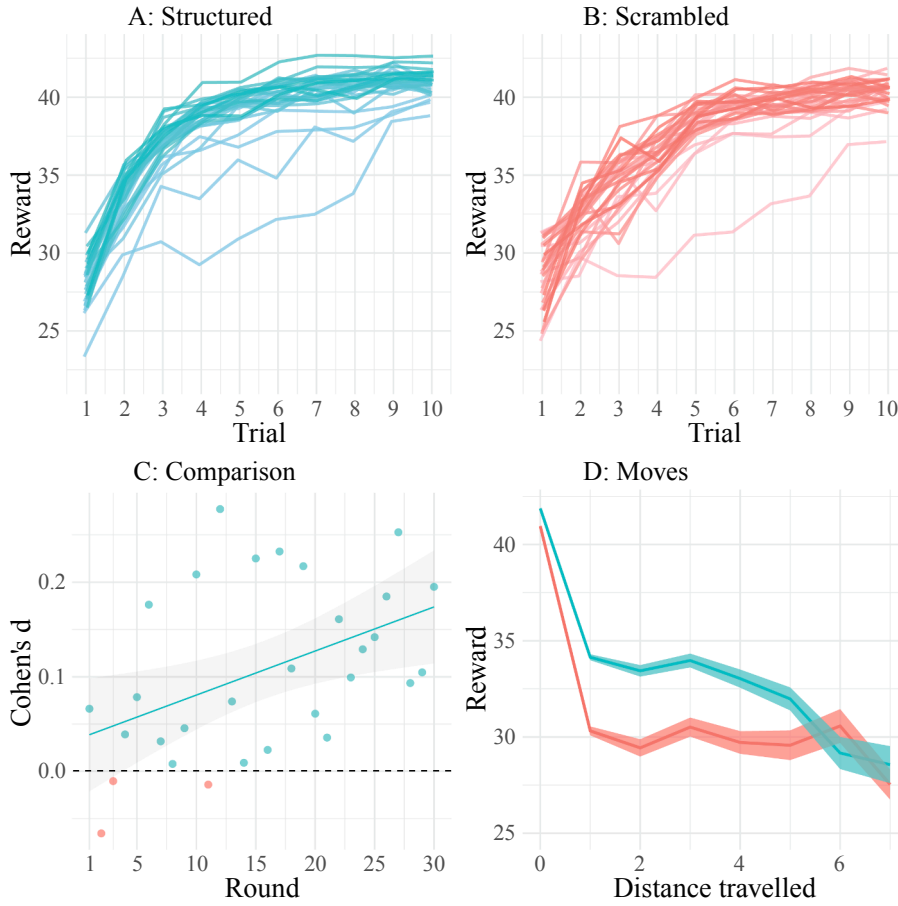 A: Structured
Reward
40
35
30
25
1 2 3 4 5 6 7 8 9 10
Trial
B: Scrambled
Reward
40
35
30
25
1 2 3 4 5 6 7 8 9 10
Trial
C: Comparison
Cohen's d
0.2
0.1
0.0
1 5 10 15 20 25 30
Round
D: Moves
Reward
40
35
30
25
0 2 4 6
Distance travelled